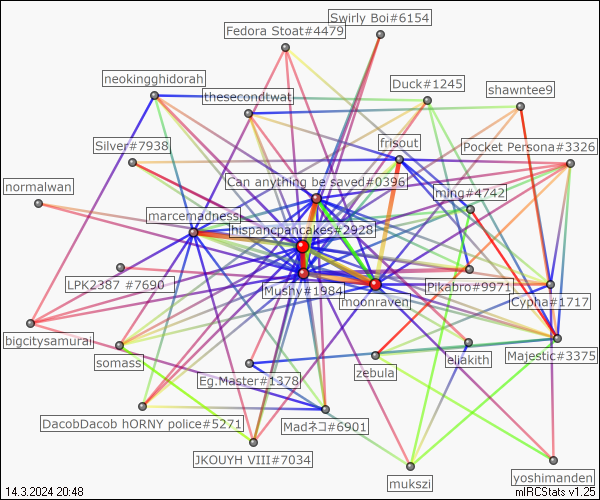 Swirly Boi#6154
Fedora Stoat#4479
neokingghidorah
Duck#1245
shawntee9
thesecondtwat
Silver#7938
frisout
Pocket Persona#3326
normalwan
Can anything be saved#0396
ming#4742
marcemadness
hispancpancakes#2928
LPK2387 #7690
Mushy#1984
moonraven
Pikabro#9971
Cypha#1717
bigcitysamurai
somass
Eg.Master#1378
zebula
eliakith
Majestic#3375
DacobDacob hORNY police#5271
Madネコ#6901
JKOUYH VIII#7034
mukszi
yoshimanden
14.3.2024 20:48
mIRCStats v1.25